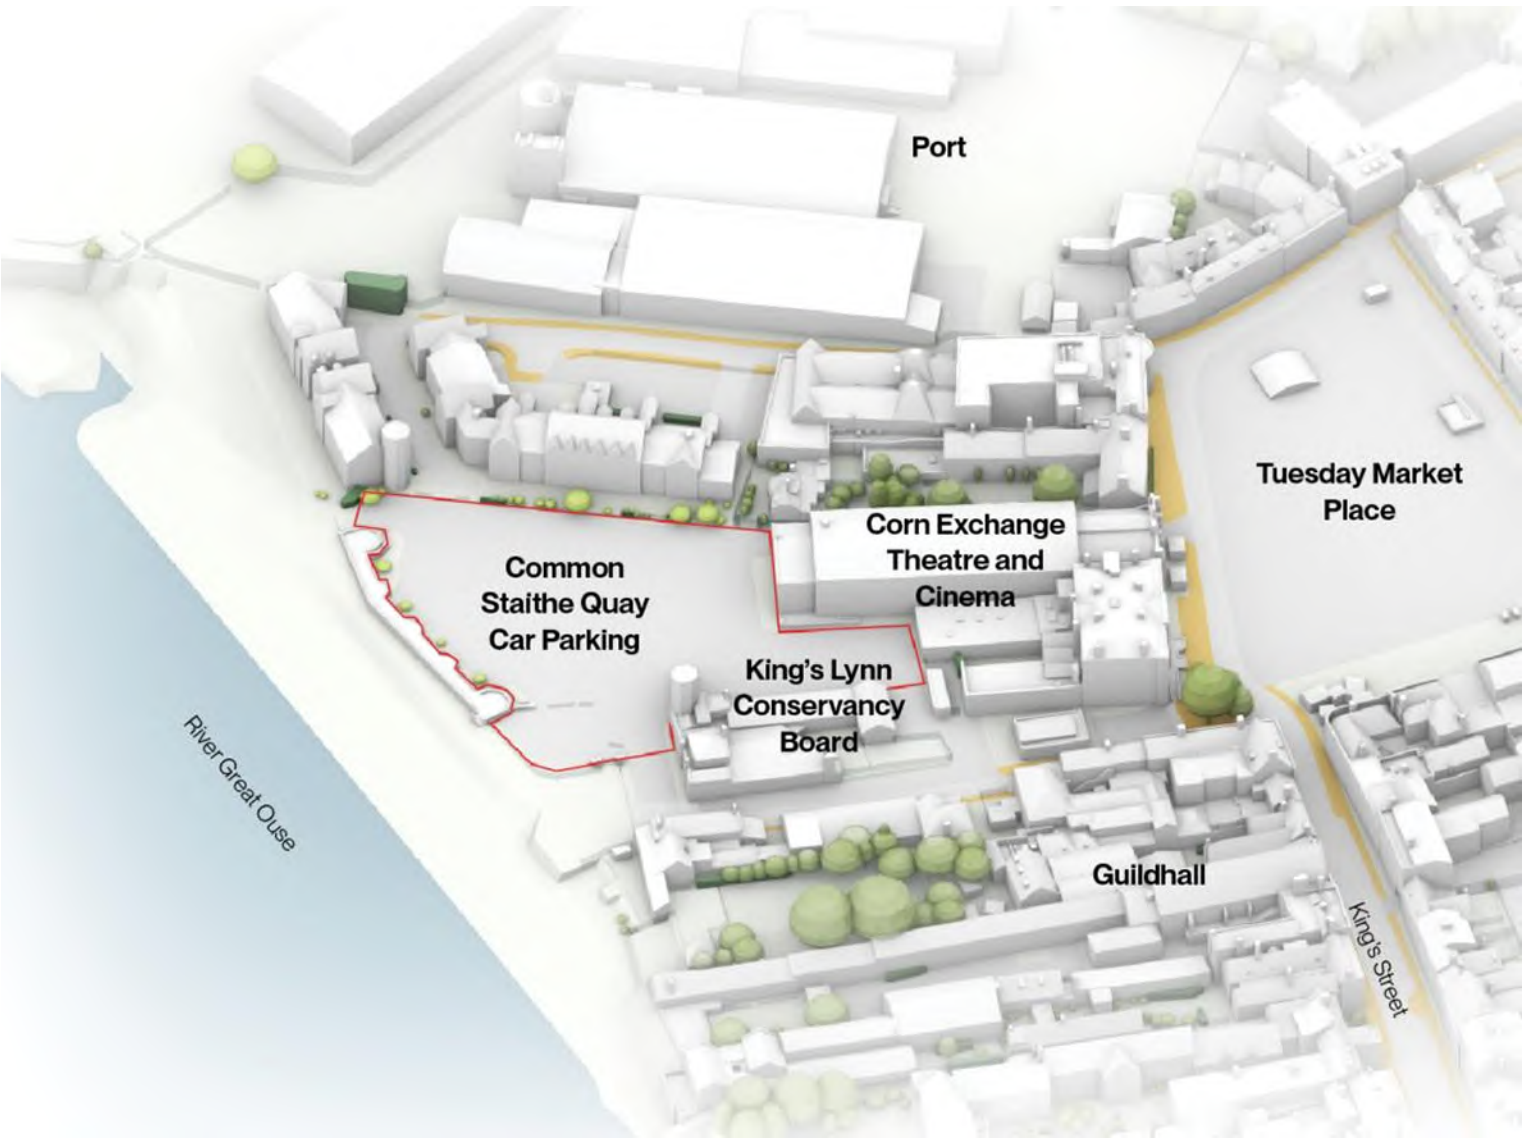 Port
Tuesday Market
Place
Corn Exchange
Theatre and
Cinema
Common
Staithe Quay
Car Parking
King's Lynn
Conservancy
Board
River Great Ouse
Guildhall
King's Street